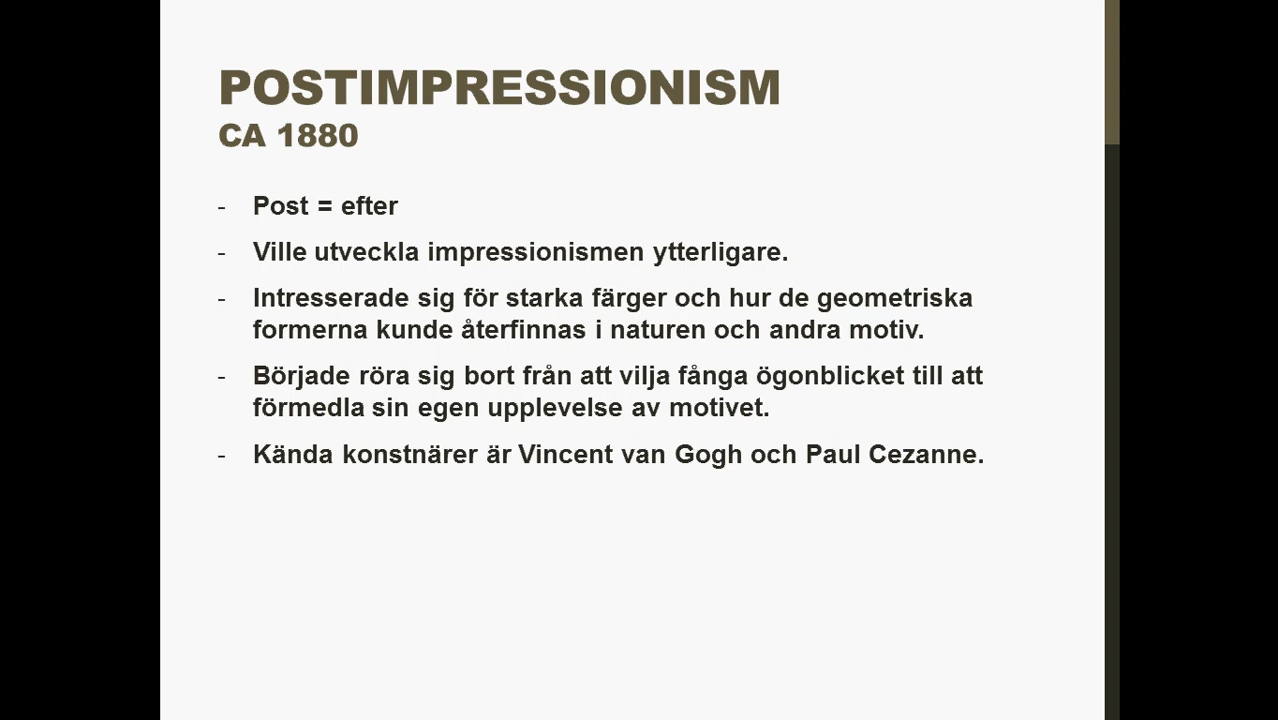 POSTIMPRESSIONISM
CA 1880
- Post = efter
- Ville utveckla impressionismen ytterligare.
- Intresserade sig för starka färger och hur de geometriska
formerna kunde återfinnas i naturen och andra motiv.
- Började röra sig bort från att vilja fånga ögonblicket till att
förmedla sin egen upplevelse av motivet.
- Kända konstnärer är Vincent van Gogh och Paul Cezanne.